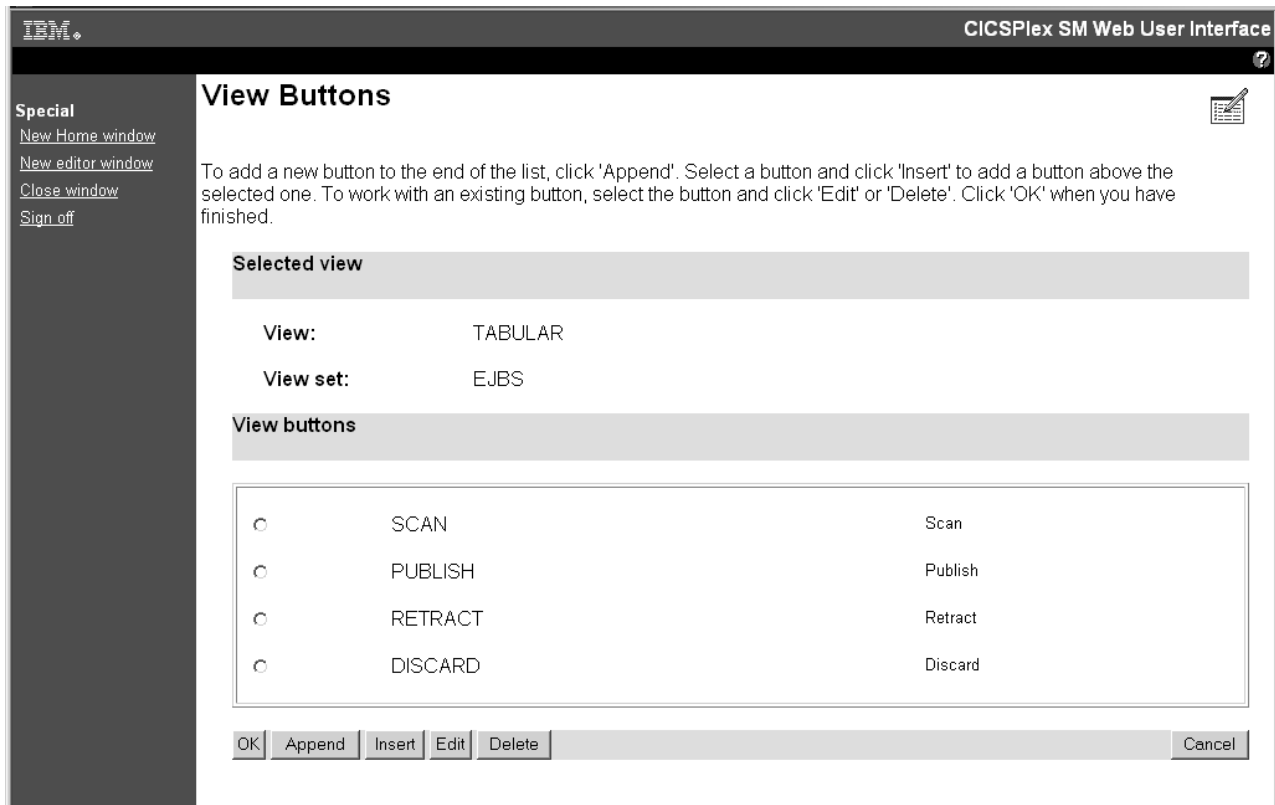 IBM®
CICSPlex SM Web User Interface
?
Special
New Home window
New editor window
Close window
Sign off
View Buttons
To add a new button to the end of the list, click 'Append'. Select a button and click 'Insert' to add a button above the
selected one. To work with an existing button, select the button and click 'Edit' or 'Delete'. Click 'OK' when you have
finished.
Selected view
View: TABULAR
View set: EJBS
View buttons
SCAN Scan
PUBLISH Publish
RETRACT Retract
DISCARD Discard
OK Append Insert Edit Delete Cancel